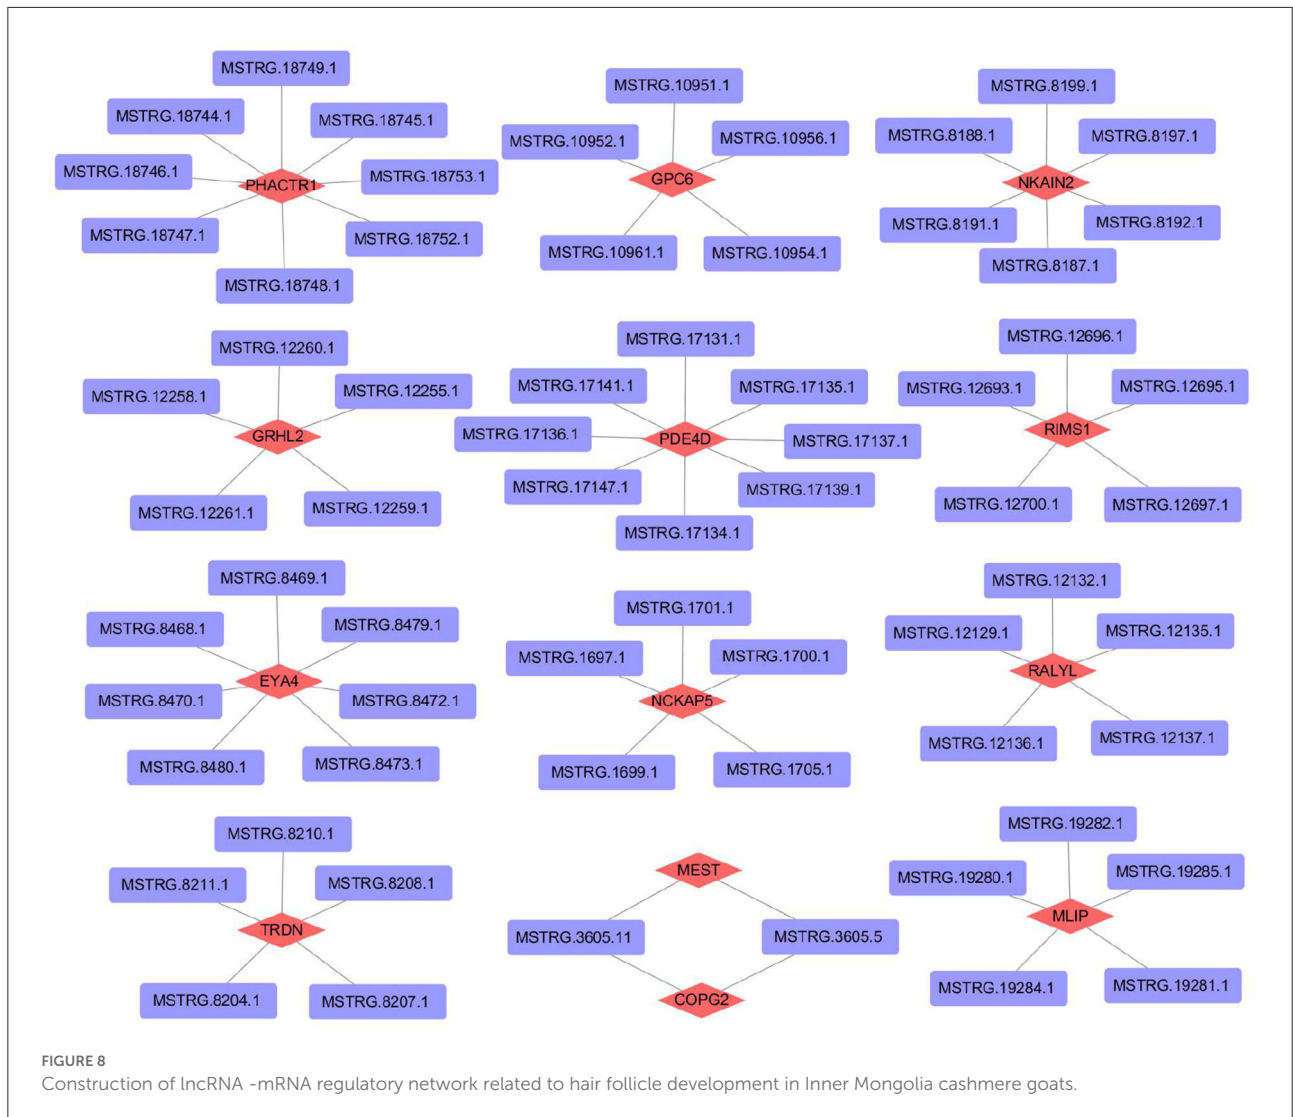 MSTRG.18749.1
MSTRG.18744.1
MSTRG.18745.1
MSTRG.18746.1
MSTRG.18753.1
PHACTR1
MSTRG.18747.1
MSTRG.18752.1
MSTRG.18748.1
MSTRG.10951.1
MSTRG.10952.1
MSTRG.10956.1
GPC6
MSTRG.10961.1
MSTRG.10954.1
MSTRG.8199.1
MSTRG.8188.1
MSTRG.8197.1
NKAIN2
MSTRG.8191.1
MSTRG.8192.1
MSTRG.8187.1
MSTRG.12260.1
MSTRG.12258.1
MSTRG.12255.1
GRHL2
MSTRG.12261.1
MSTRG.12259.1
MSTRG.17131.1
MSTRG.17141.1
MSTRG.17135.1
MSTRG.17136.1
PDE4D
MSTRG.17137.1
MSTRG.17147.1
MSTRG.17139.1
MSTRG.17134.1
MSTRG.12696.1
MSTRG.12693.1
MSTRG.12695.1
RIMS1
MSTRG.12700.1
MSTRG.12697.1
MSTRG.8469.1
MSTRG.8468.1
MSTRG.8479.1
EYA4
MSTRG.8470.1
MSTRG.8472.1
MSTRG.8480.1
MSTRG.8473.1
MSTRG.1701.1
MSTRG.1697.1
MSTRG.1700.1
NCKAP5
MSTRG.1699.1
MSTRG.1705.1
MSTRG.12132.1
MSTRG.12129.1
MSTRG.12135.1
RALYL
MSTRG.12136.1
MSTRG.12137.1
MSTRG.8210.1
MSTRG.8211.1
MSTRG.8208.1
TRDN
MSTRG.8204.1
MSTRG.8207.1
MEST
MSTRG.3605.11
MSTRG.3605.5
COPG2
MSTRG.19282.1
MSTRG.19280.1
MSTRG.19285.1
MLIP
MSTRG.19284.1
MSTRG.19281.1
FIGURE 8
Construction of lncRNA -mRNA regulatory network related to hair follicle development in Inner Mongolia cashmere goats.